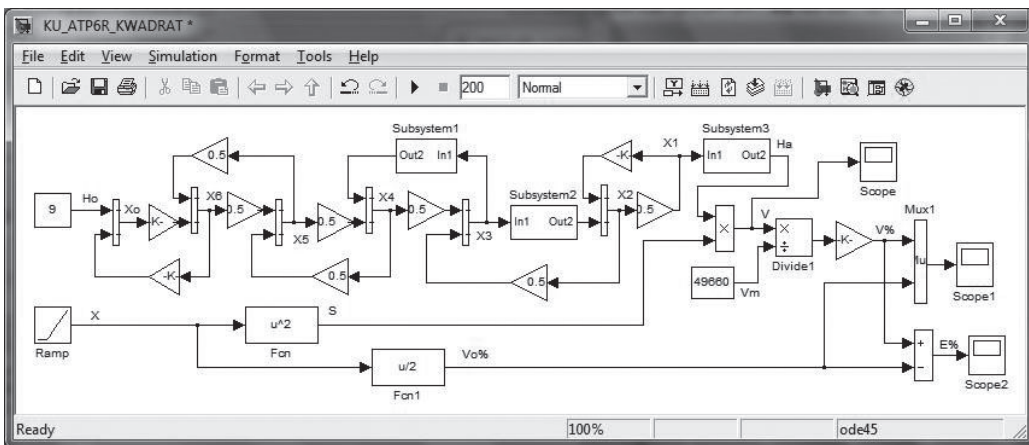 KU_ATP6R_KWADRAT *
File Edit View Simulation Format Tools Help
200 Normal
Subsystem1
Out2 In1
Subsystem3
In1 Out2
Ha
Scope
0.5
-K-
X1
9
Ho
Xo
-K-
X6
0.5
X5
0.5
X4
0.5
X3
Subsystem2
In1 Out2
X2
0.5
×
V
×
÷
Divide1
-K-
V%
Mux1
Mu
Scope1
-K-
0.5
0.5
49660
Vm
X
Ramp
u^2
Fcn
S
u/2
Fcn1
Vo%
+
−
E%
Scope2
Ready 100% ode45